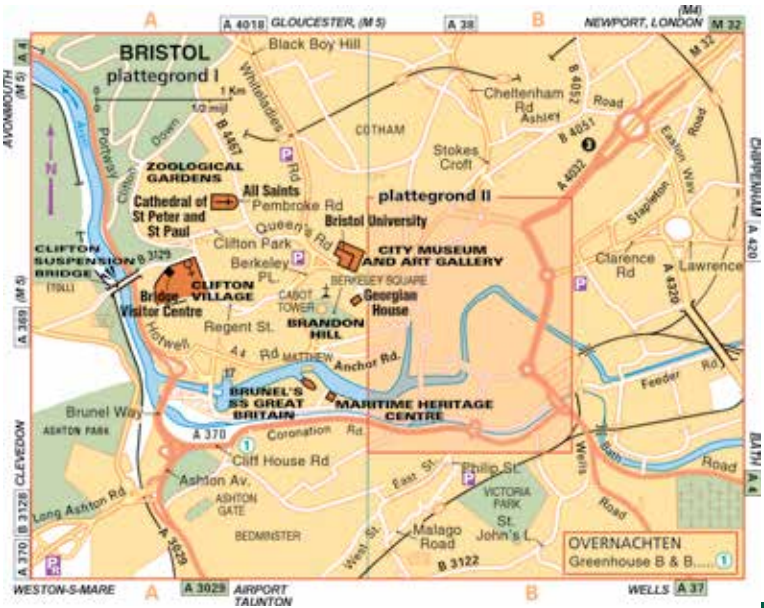 A
A 4018 GLOUCESTER, (M 5)
A 38
B
(M4)
NEWPORT, LONDON M 32
A 4
AVONMOUTH
(M 5)
BRISTOL
plattegrond I
0
0
1 Km
1/2 mijl
Black Boy Hill
Whiteladies
Rd
M 32
Cheltenham
Rd
Ashley
Road
B 4052
B 4051
A 4032
Road
Easton Way
Stapleton
COTHAM
Stokes
Croft
Portway
Avon
Clifton
Down
B 4467
P
N
ZOOLOGICAL
GARDENS
All Saints
Pembroke Rd
Cathedral of
St Peter and
St Paul
plattegrond II
Bristol University
Queen's Rd
Clifton Park
CITY MUSEUM
AND ART GALLERY
Berkeley
PL.
P
BERKELEY SQUARE
CHIPPENHAM
A 420
Clarence
Rd
Lawrence
A 4320
P
CLIFTON
SUSPENSION
BRIDGE
(TOLL)
B 3129
(M 5)
A 369
Bridge
Visitor Centre
CLIFTON
VILLAGE
CABOT
TOWER
Georgian
House
BRANDON
HILL
Regent St.
Hotwell
A 4
Rd
MATTHEW
Anchor Rd.
Feeder
Rd
BRUNEL'S
SS GREAT
BRITAIN
MARITIME HERITAGE
CENTRE
Brunel Way
ASHTON PARK
A 370
Coronation
Rd.
1
Cliff House Rd
Bath
Road
BATH
A 4
CLEVEDON
B 3128
A 370
Ashton Av.
Long Ashton Rd
ASHTON
GATE
East St.
Philip St.
P
VICTORIA
PARK
Wells
Road
St.
John's L.
West St.
Malago
Road
BEDMINSTER
A 3029
B 3122
P
R
OVERNACHTEN
Greenhouse B & B..... 1
WESTON-S-MARE
A
A 3029 AIRPORT
TAUNTON
B
WELLS A 37